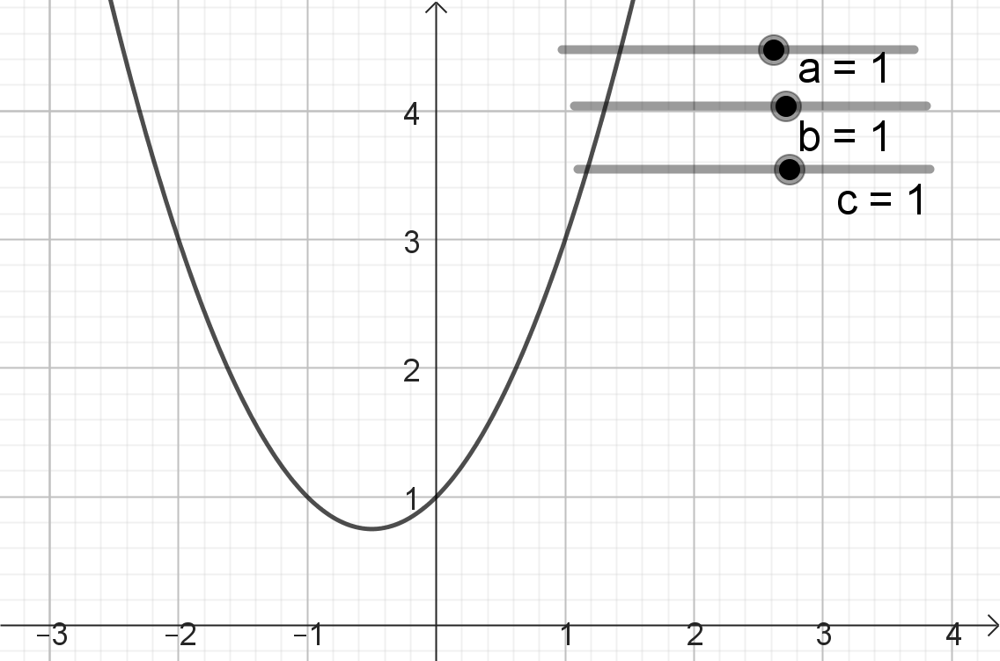 a = 1
4
b = 1
c = 1
3
2
1
−3 −2 −1 1 2 3 4